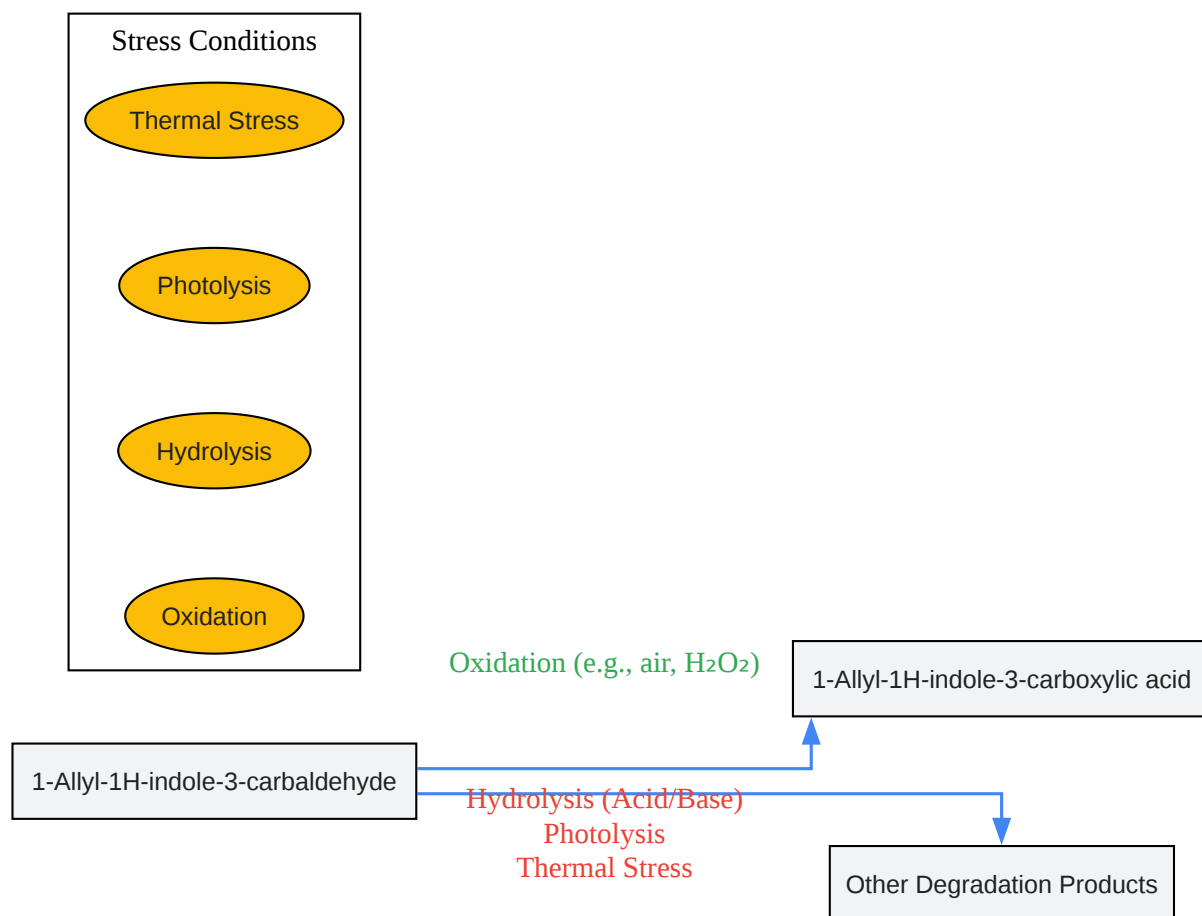 Stress Conditions
Thermal Stress
Photolysis
Hydrolysis
Oxidation
Oxidation (e.g., air, H₂O₂)
1-Allyl-1H-indole-3-carboxylic acid
1-Allyl-1H-indole-3-carbaldehyde
Hydrolysis (Acid/Base)
Photolysis
Thermal Stress
Other Degradation Products